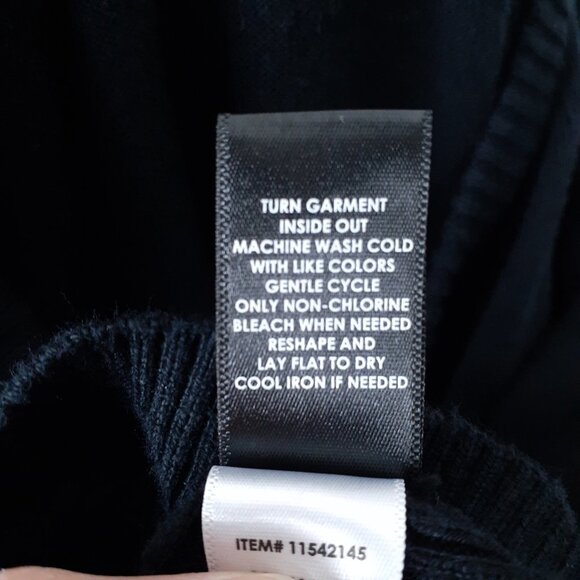 TURN GARMENT
INSIDE OUT
MACHINE WASH COLD
WITH LIKE COLORS
GENTLE CYCLE
ONLY NON-CHLORINE
BLEACH WHEN NEEDED
RESHAPE AND
LAY FLAT TO DRY
COOL IRON IF NEEDED
ITEM# 11542145